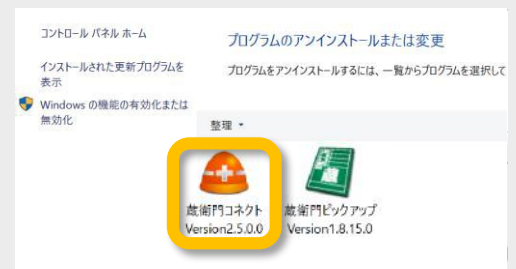 コントロール パネル ホーム
インストールされた更新プログラムを
表示
Windows の機能の有効化または
無効化
プログラムのアンインストールまたは変更
プログラムをアンインストールするには、一覧からプログラムを選択して
整理
蔵衛門コネクト
Version2.5.0.0
蔵
蔵衛門ピックアップ
Version1.8.15.0